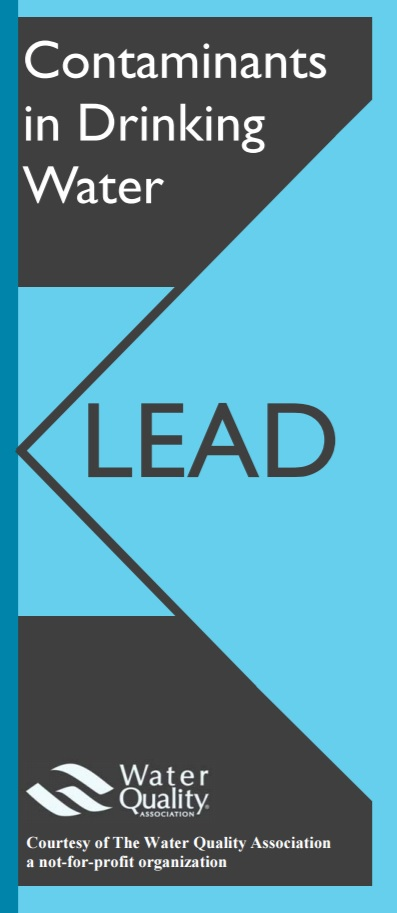 Contaminants
in Drinking
Water
LEAD
Water
Quality
ASSOCIATION
Courtesy of The Water Quality Association
a not-for-profit organization